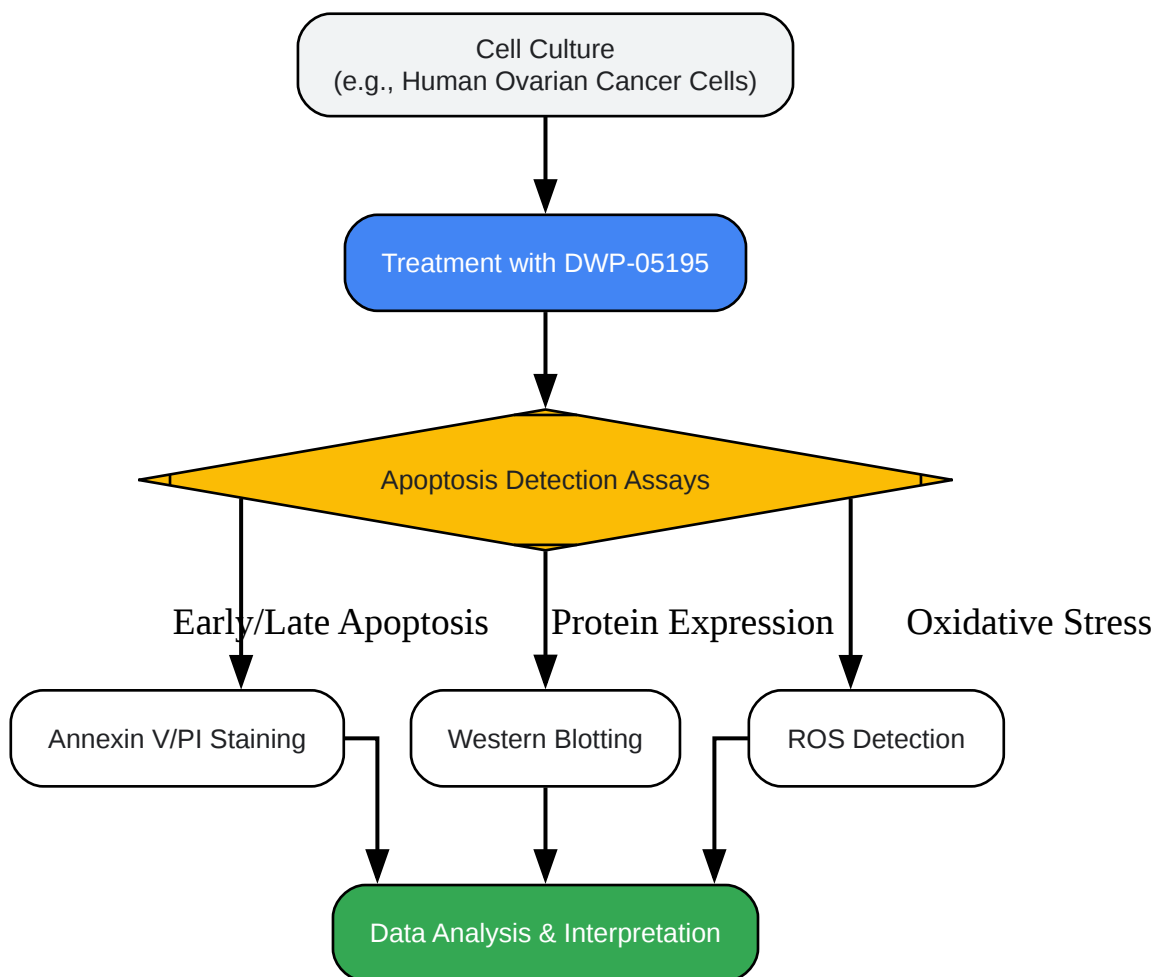 Cell Culture
(e.g., Human Ovarian Cancer Cells)
Treatment with DWP-05195
Apoptosis Detection Assays
Early/Late Apoptosis
Protein Expression
Oxidative Stress
Annexin V/PI Staining
Western Blotting
ROS Detection
Data Analysis & Interpretation